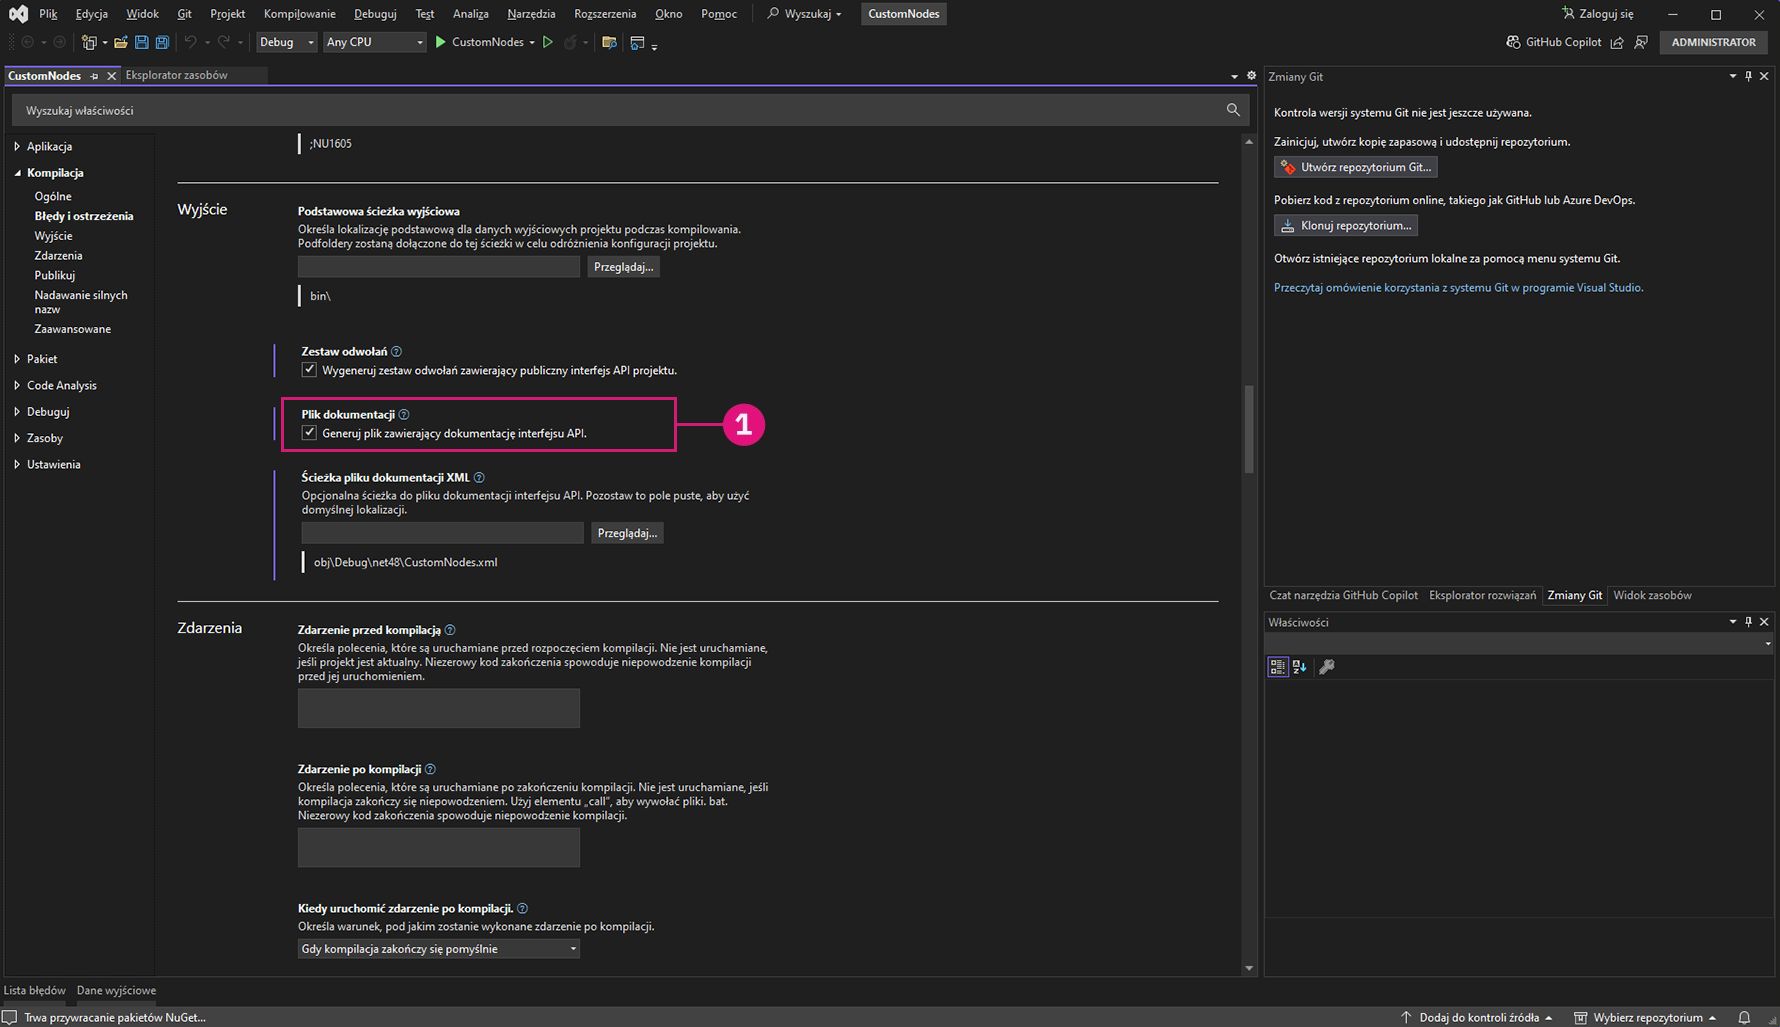 Plik Edycja Widok Git Projekt Kompilowanie Debuguj Test Analiza Narzędzia Rozszerzenia Okno Pomoc Wyszukaj CustomNodes Zaloguj się
Debug Any CPU CustomNodes GitHub Copilot ADMINISTRATOR
CustomNodes Eksplorator zasobów
Wyszukaj właściwości
Aplikacja
Kompilacja
Ogólne
Błędy i ostrzeżenia
Wyjście
Zdarzenia
Publikuj
Nadawanie silnych
nazw
Zaawansowane
Pakiet
Code Analysis
Debuguj
Zasoby
Ustawienia
;NU1605
Wyjście
Podstawowa ścieżka wyjściowa
Określa lokalizację podstawową dla danych wyjściowych projektu podczas kompilowania.
Podfoldery zostaną dołączone do tej ścieżki w celu odróżnienia konfiguracji projektu.
Przeglądaj...
bin\
Zestaw odwołań
Wygeneruj zestaw odwołań zawierający publiczny interfejs API projektu.
Plik dokumentacji
Generuj plik zawierający dokumentację interfejsu API.
1
Ścieżka pliku dokumentacji XML
Opcjonalna ścieżka do pliku dokumentacji interfejsu API. Pozostaw to pole puste, aby użyć
domyślnej lokalizacji.
Przeglądaj...
obj\Debug\net48\CustomNodes.xml
Zdarzenia
Zdarzenie przed kompilacją
Określa polecenia, które są uruchamiane przed rozpoczęciem kompilacji. Nie jest uruchamiane,
jeśli projekt jest aktualny. Niezerowy kod zakończenia spowoduje niepowodzenie kompilacji
przed jej uruchomieniem.
Zdarzenie po kompilacji
Określa polecenia, które są uruchamiane po zakończeniu kompilacji. Nie jest uruchamiane, jeśli
kompilacja zakończy się niepowodzeniem. Użyj elementu „call”, aby wywołać pliki. bat.
Niezerowy kod zakończenia spowoduje niepowodzenie kompilacji.
Kiedy uruchomić zdarzenie po kompilacji.
Określa warunek, pod jakim zostanie wykonane zdarzenie po kompilacji.
Gdy kompilacja zakończy się pomyślnie
Zmiany Git
Kontrola wersji systemu Git nie jest jeszcze używana.
Zainicjuj, utwórz kopię zapasową i udostępnij repozytorium.
Utwórz repozytorium Git...
Pobierz kod z repozytorium online, takiego jak GitHub lub Azure DevOps.
Klonuj repozytorium...
Otwórz istniejące repozytorium lokalne za pomocą menu systemu Git.
Przeczytaj omówienie korzystania z systemu Git w programie Visual Studio.
Czat narzędzia GitHub Copilot Eksplorator rozwiązań Zmiany Git Widok zasobów
Właściwości
Lista błędów Dane wyjściowe
Trwa przywracanie pakietów NuGet... Dodaj do kontroli źródła Wybierz repozytorium